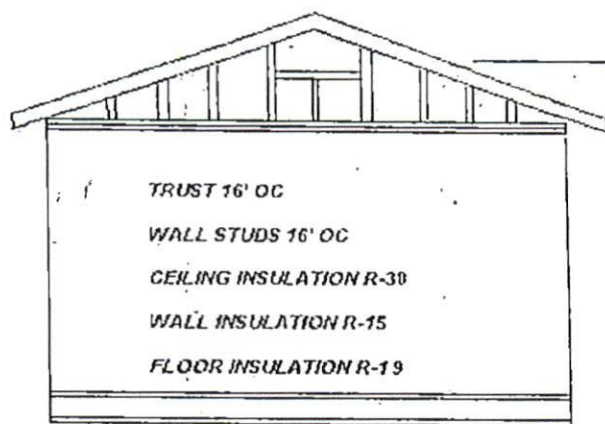 TRUST 16' OC
WALL STUDS 16' OC
CEILING INSULATION R-30
WALL INSULATION R-15
FLOOR INSULATION R-19